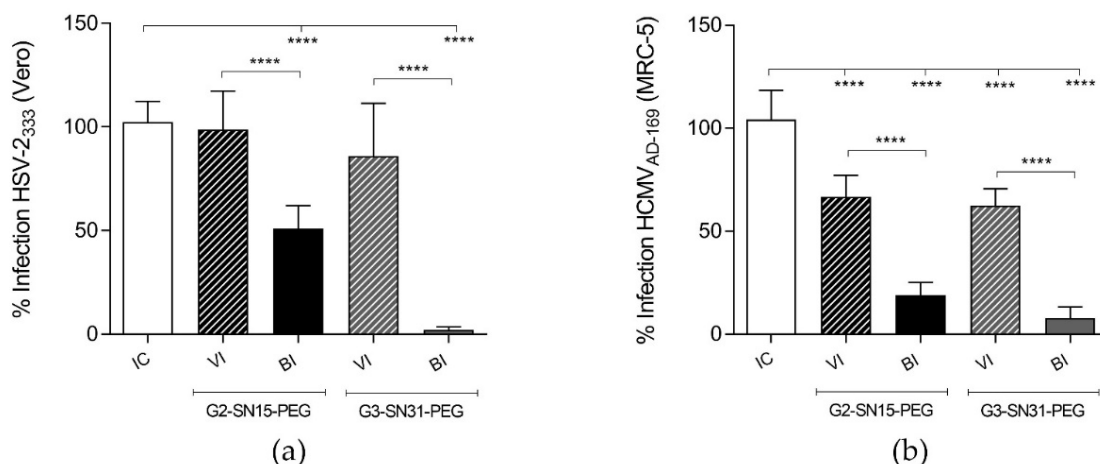 150
100
50
0
% Infection HSV-2₃₃₃ (Vero)
**** ****
**** ****
IC VI BI VI BI
G2-SN15-PEG G3-SN31-PEG
(a)
150
100
50
0
% Infection HCMV_AD-169 (MRC-5)
**** **** **** ****
**** ****
IC VI BI VI BI
G2-SN15-PEG G3-SN31-PEG
(b)